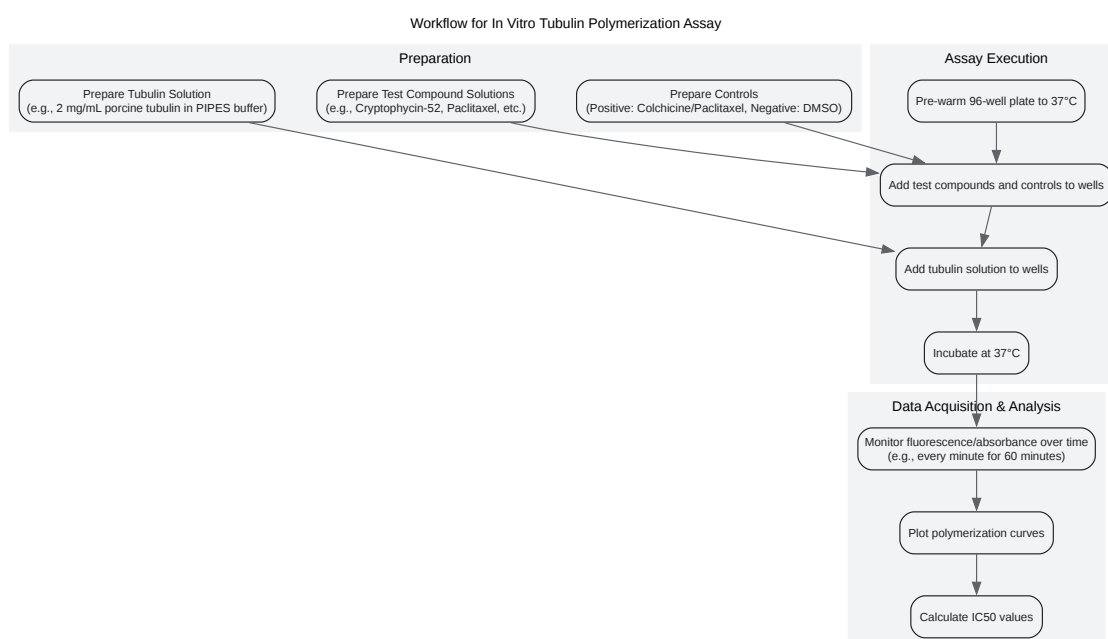 Workflow for In Vitro Tubulin Polymerization Assay
Preparation
Prepare Tubulin Solution
(e.g., 2 mg/mL porcine tubulin in PIPES buffer)
Prepare Test Compound Solutions
(e.g., Cryptophycin-52, Paclitaxel, etc.)
Prepare Controls
(Positive: Colchicine/Paclitaxel, Negative: DMSO)
Assay Execution
Pre-warm 96-well plate to 37°C
Add test compounds and controls to wells
Add tubulin solution to wells
Incubate at 37°C
Data Acquisition & Analysis
Monitor fluorescence/absorbance over time
(e.g., every minute for 60 minutes)
Plot polymerization curves
Calculate IC50 values